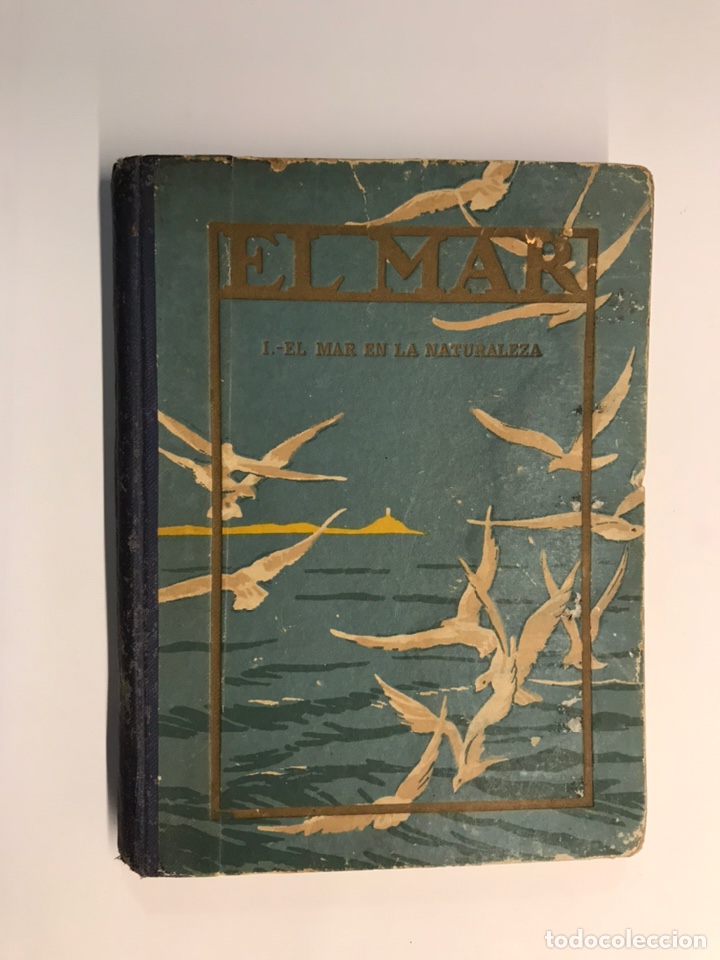 EL MAR
I.-EL MAR EN LA NATURALEZA
todocoleccion